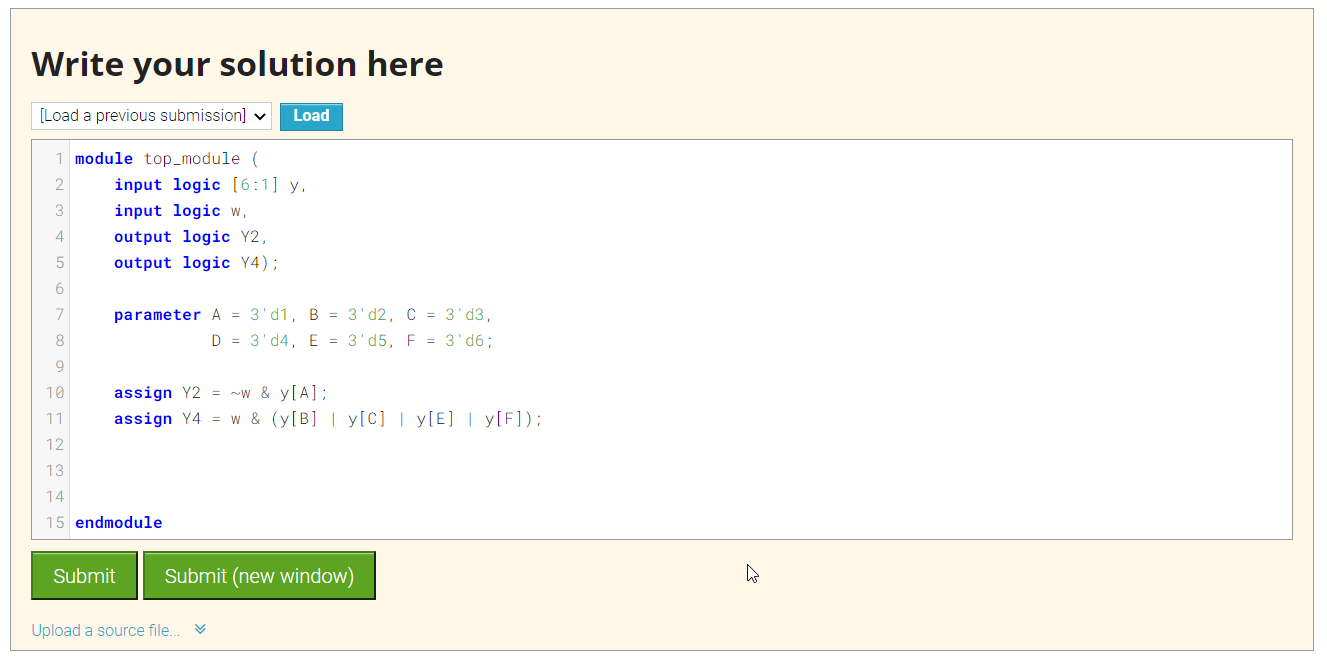 Write your solution here
[Load a previous submission] Load
1 module top_module (
2     input logic [6:1] y,
3     input logic w,
4     output logic Y2,
5     output logic Y4);
6
7     parameter A = 3'd1, B = 3'd2, C = 3'd3,
8               D = 3'd4, E = 3'd5, F = 3'd6;
9
10     assign Y2 = ~w & y[A];
11     assign Y4 = w & (y[B] | y[C] | y[E] | y[F]);
12
13
14
15 endmodule
Submit Submit (new window)
Upload a source file...